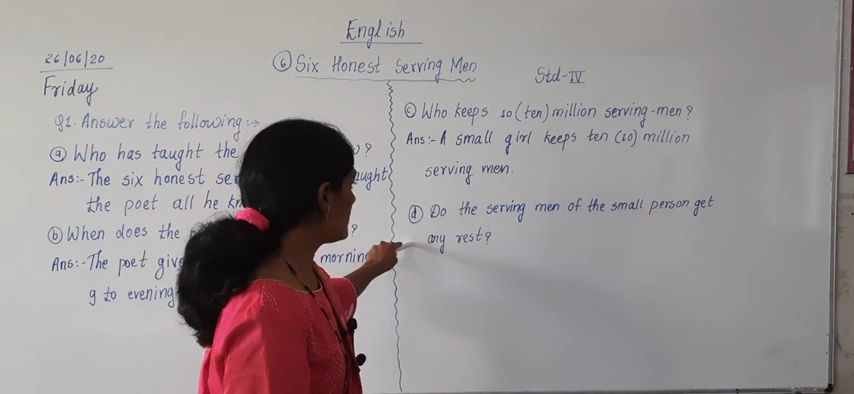 English
26/06/20
Friday
6 Six Honest Serving Men
Std-IV
Q1. Answer the following :-
a Who has taught the ?
Ans:- The six honest taught
the poet all he
b When does the ?
Ans:- The poet
9 to evening
c Who keeps 10 (ten) million serving-men?
Ans:- A small girl keeps ten (10) million
serving men.
d Do the serving men of the small person get
any rest?